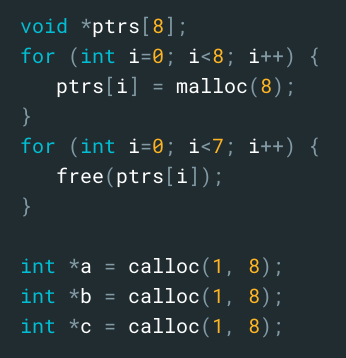 void *ptrs[8];
for (int i=0; i<8; i++) {
   ptrs[i] = malloc(8);
}
for (int i=0; i<7; i++) {
   free(ptrs[i]);
}

int *a = calloc(1, 8);
int *b = calloc(1, 8);
int *c = calloc(1, 8);